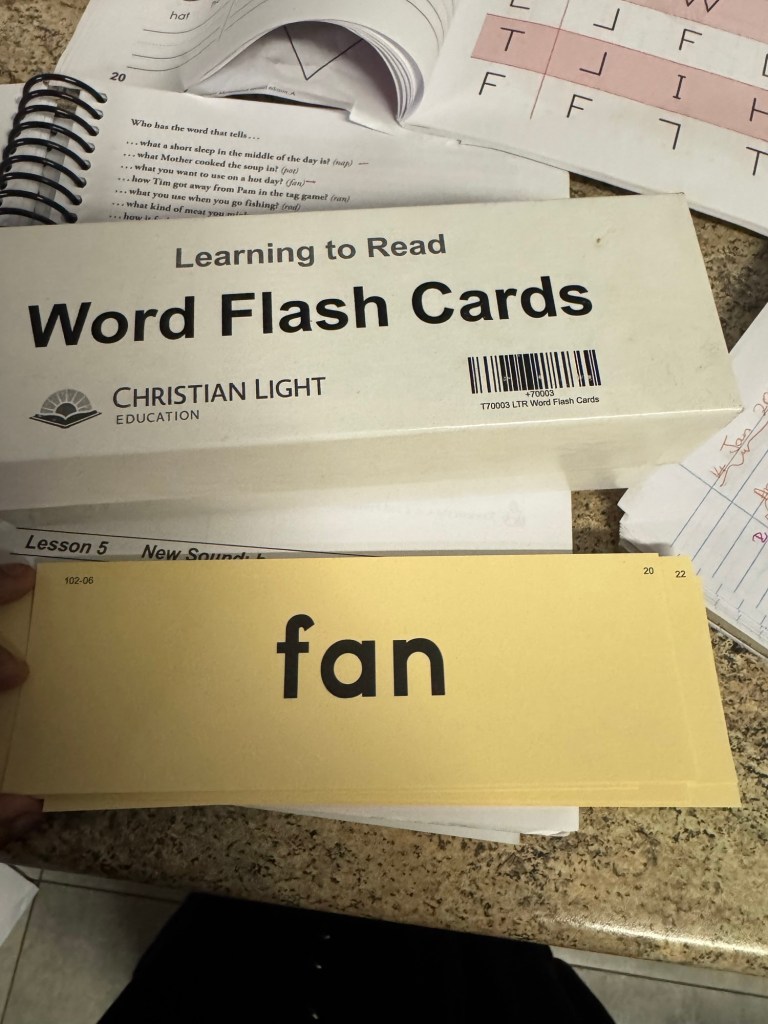 hat
20
W
L ⅃ F
T ⅃ I H
F F T
Who has the word that tells . . .
. . . what a short sleep in the middle of the day is? (nap)
. . . what Mother cooked the soup in? (pot)
. . . what you want to use on a hot day? (fan)
. . . how Tim got away from Pam in the tag game? (ran)
. . . what you use when you go fishing? (rod)
. . . what kind of meat you
. . . how
Learning to Read
Word Flash Cards
CHRISTIAN LIGHT
EDUCATION
+70003
T70003 LTR Word Flash Cards
Jan
Lesson 5 New Sound:
102-06 20 22
fan